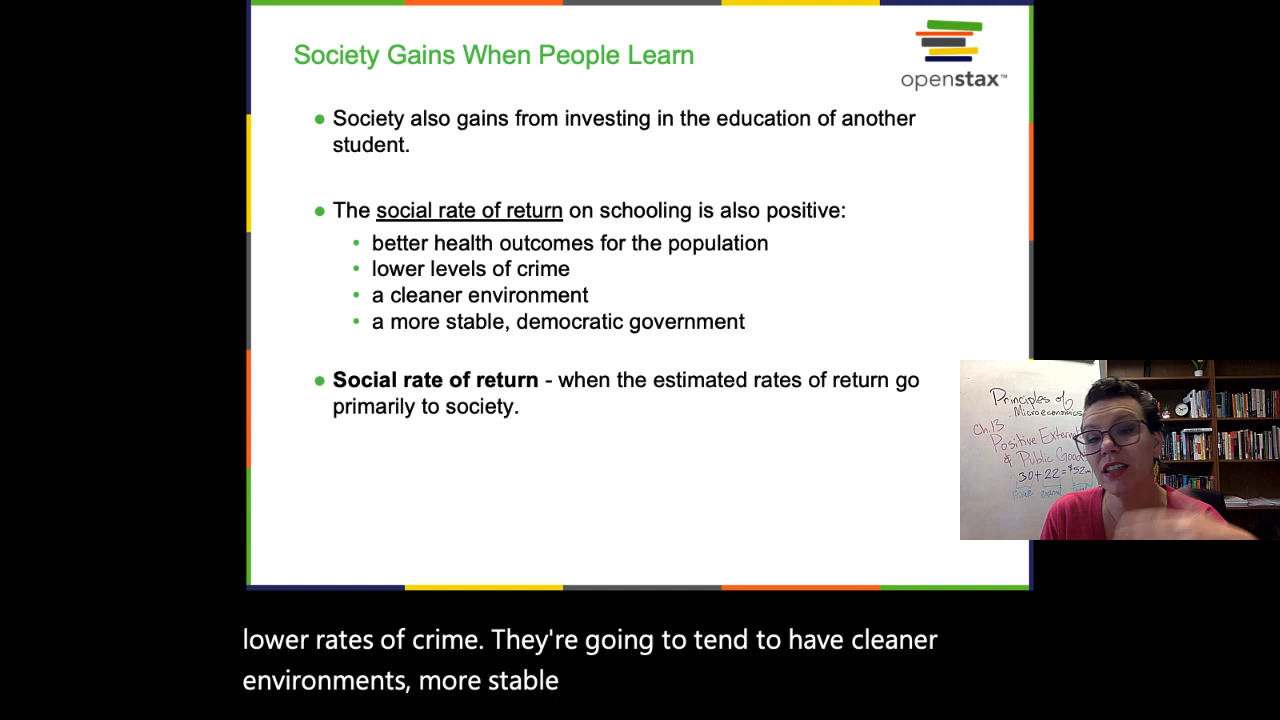 Society Gains When People Learn
openstax™
● Society also gains from investing in the education of another
student.
● The social rate of return on schooling is also positive:
• better health outcomes for the population
• lower levels of crime
• a cleaner environment
• a more stable, democratic government
● Social rate of return - when the estimated rates of return go
primarily to society.
Principles of
Microeconomics
Ch.13
Positive
& Public
30+22=$52
lower rates of crime. They're going to tend to have cleaner
environments, more stable